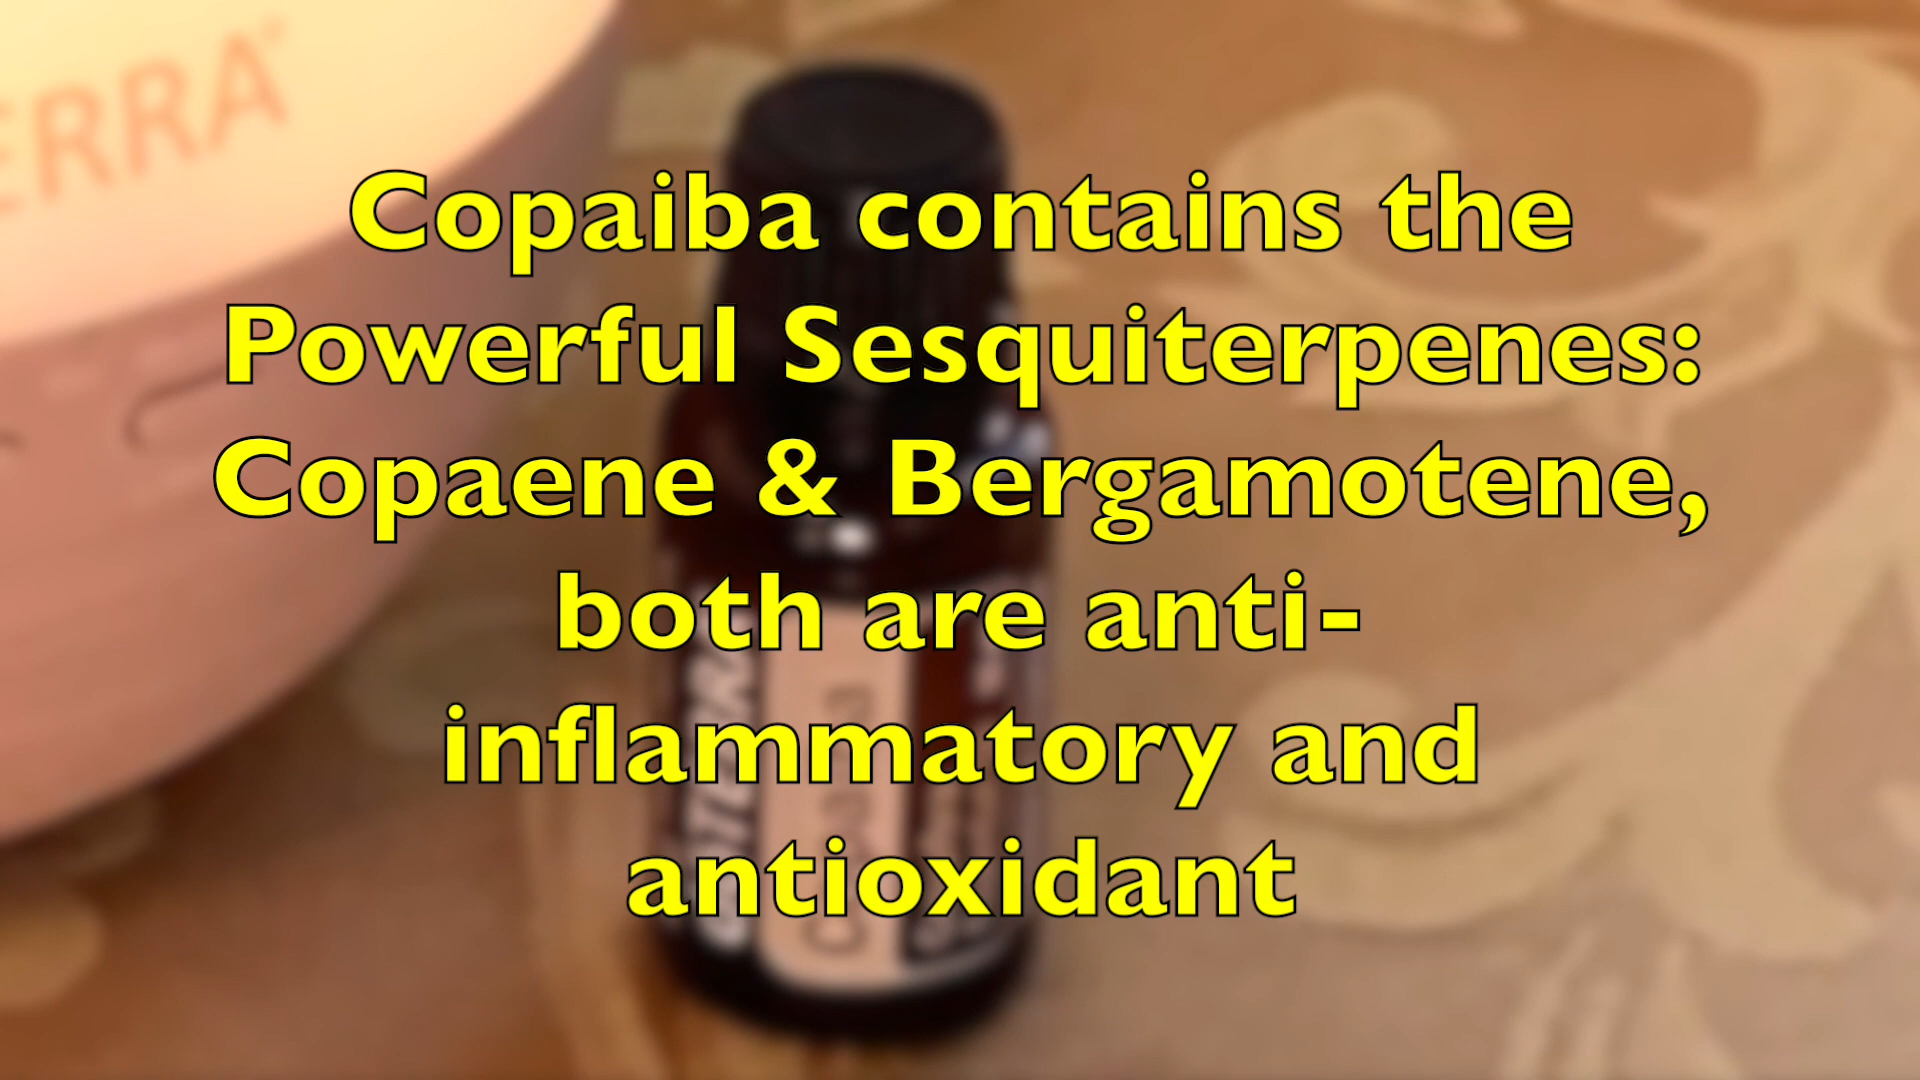 ERRA
Copaiba contains the
Powerful Sesquiterpenes:
Copaene & Bergamotene,
both are anti-
inflammatory and
antioxidant